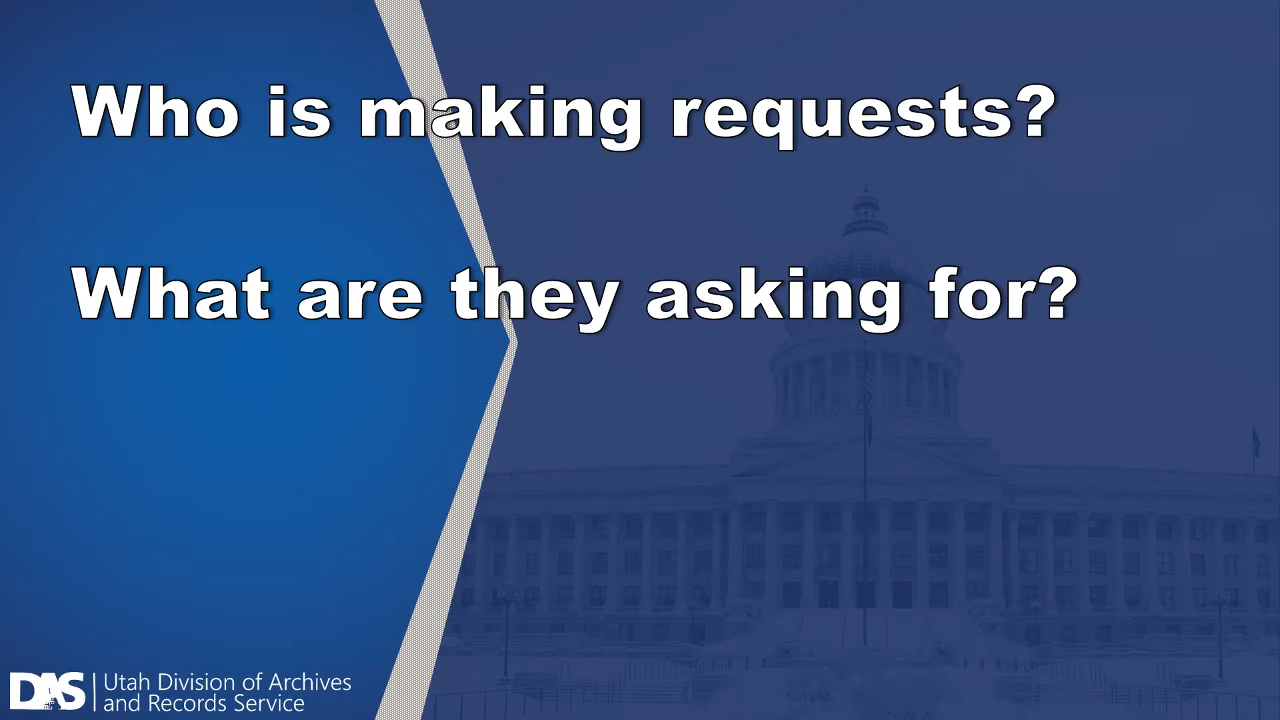 Who is making requests?
What are they asking for?
DAS
Utah Division of Archives
and Records Service